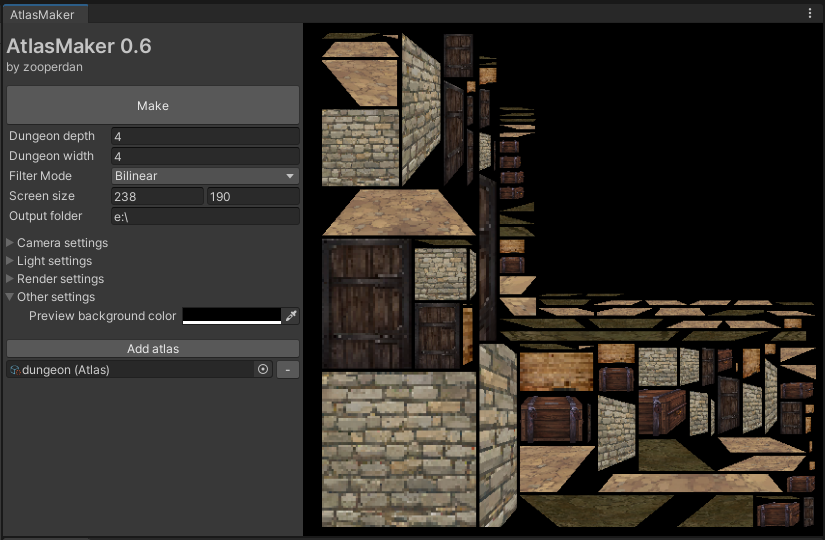 AtlasMaker
AtlasMaker 0.6
by zooperdan
Make
Dungeon depth 4
Dungeon width 4
Filter Mode Bilinear
Screen size 238 190
Output folder e:\
Camera settings
Light settings
Render settings
Other settings
Preview background color
Add atlas
dungeon (Atlas) -